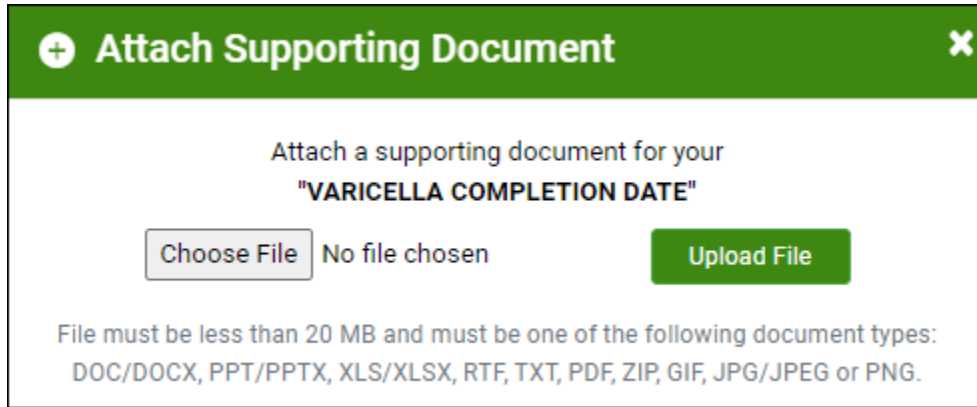 Attach Supporting Document
Attach a supporting document for your
"VARICELLA COMPLETION DATE"
Choose File No file chosen Upload File
File must be less than 20 MB and must be one of the following document types:
DOC/DOCX, PPT/PPTX, XLS/XLSX, RTF, TXT, PDF, ZIP, GIF, JPG/JPEG or PNG.